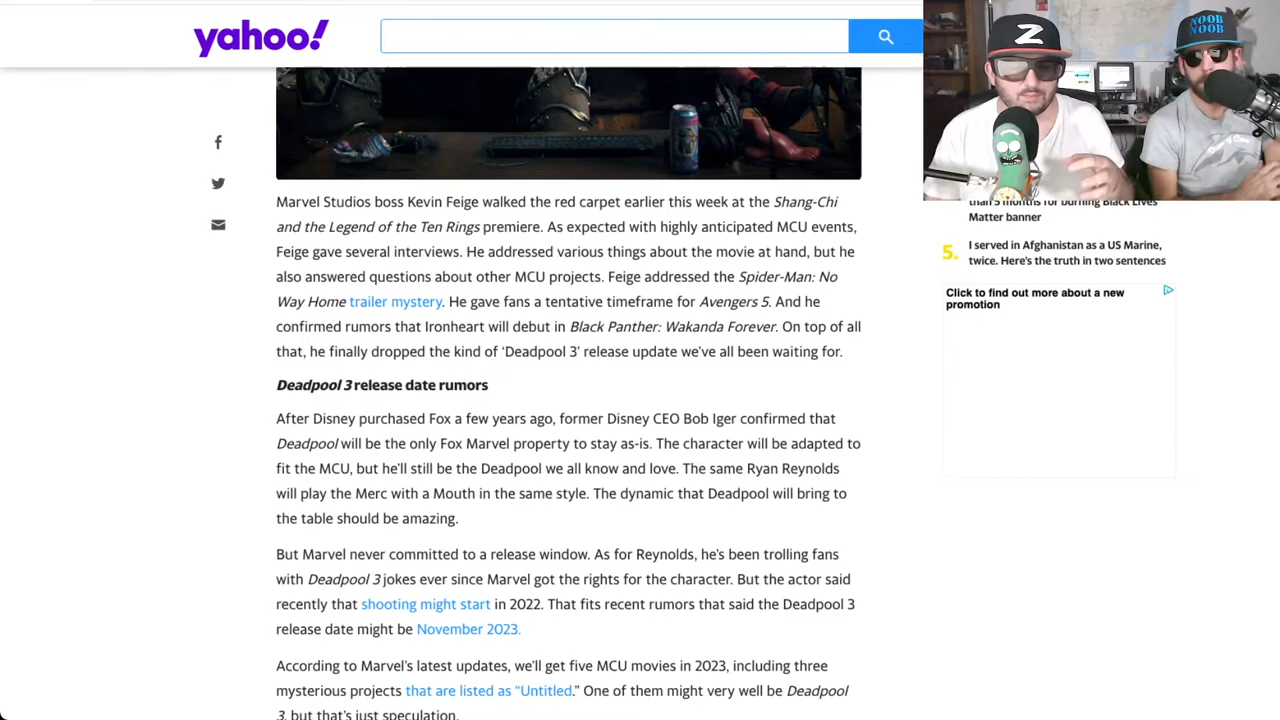 yahoo!
Z
NOOB
NOOB
Marvel Studios boss Kevin Feige walked the red carpet earlier this week at the Shang-Chi
and the Legend of the Ten Rings premiere. As expected with highly anticipated MCU events,
Feige gave several interviews. He addressed various things about the movie at hand, but he
also answered questions about other MCU projects. Feige addressed the Spider-Man: No
Way Home trailer mystery. He gave fans a tentative timeframe for Avengers 5. And he
confirmed rumors that Ironheart will debut in Black Panther: Wakanda Forever. On top of all
that, he finally dropped the kind of ‘Deadpool 3’ release update we’ve all been waiting for.
Deadpool 3 release date rumors
After Disney purchased Fox a few years ago, former Disney CEO Bob Iger confirmed that
Deadpool will be the only Fox Marvel property to stay as-is. The character will be adapted to
fit the MCU, but he’ll still be the Deadpool we all know and love. The same Ryan Reynolds
will play the Merc with a Mouth in the same style. The dynamic that Deadpool will bring to
the table should be amazing.
But Marvel never committed to a release window. As for Reynolds, he’s been trolling fans
with Deadpool 3 jokes ever since Marvel got the rights for the character. But the actor said
recently that shooting might start in 2022. That fits recent rumors that said the Deadpool 3
release date might be November 2023.
According to Marvel’s latest updates, we’ll get five MCU movies in 2023, including three
mysterious projects that are listed as “Untitled.” One of them might very well be Deadpool
3, but that’s just speculation.
than 5 months for burning Black Lives
Matter banner
5. I served in Afghanistan as a US Marine,
twice. Here's the truth in two sentences
Click to find out more about a new
promotion